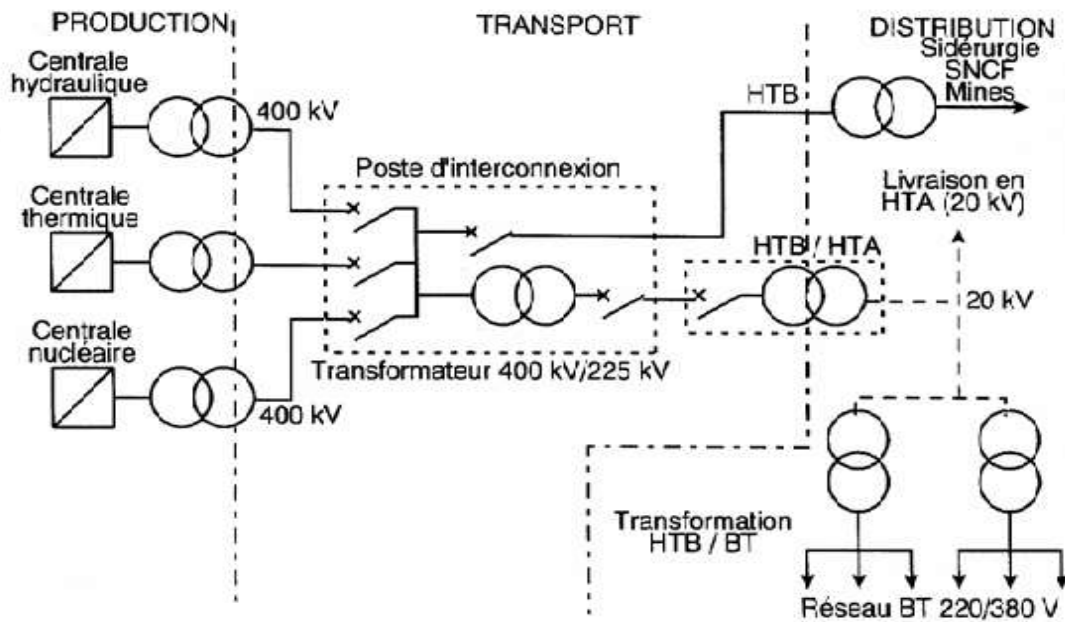 PRODUCTION
TRANSPORT
DISTRIBUTION
Centrale
hydraulique
400 kV
HTB
Sidérurgie
SNCF
Mines
Poste d'interconnexion
Centrale
thermique
Livraison en
HTA (20 kV)
HTB / HTA
20 kV
Centrale
nucléaire
400 kV
Transformateur 400 kV/225 kV
Transformation
HTB / BT
Réseau BT 220/380 V